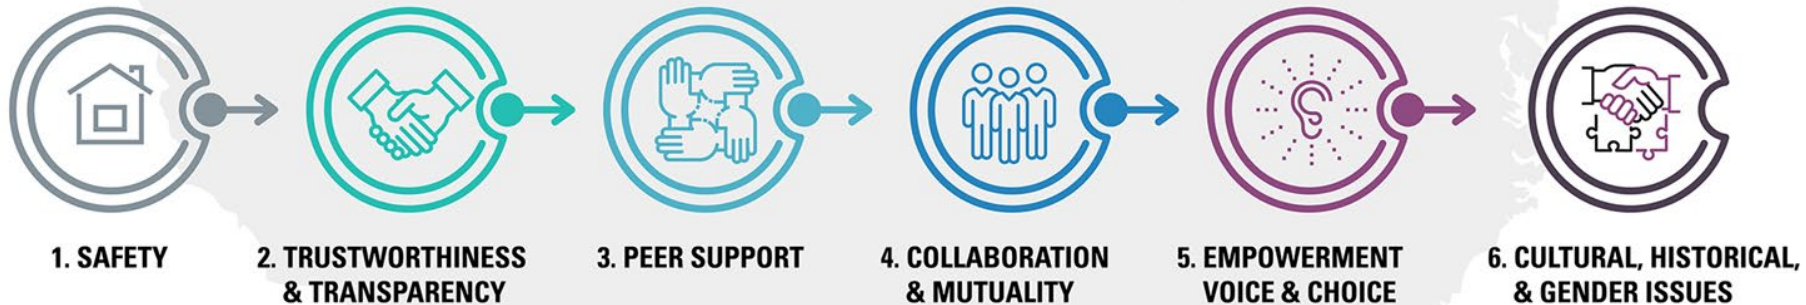 1. SAFETY
2. TRUSTWORTHINESS
& TRANSPARENCY
3. PEER SUPPORT
4. COLLABORATION
& MUTUALITY
5. EMPOWERMENT
VOICE & CHOICE
6. CULTURAL, HISTORICAL,
& GENDER ISSUES